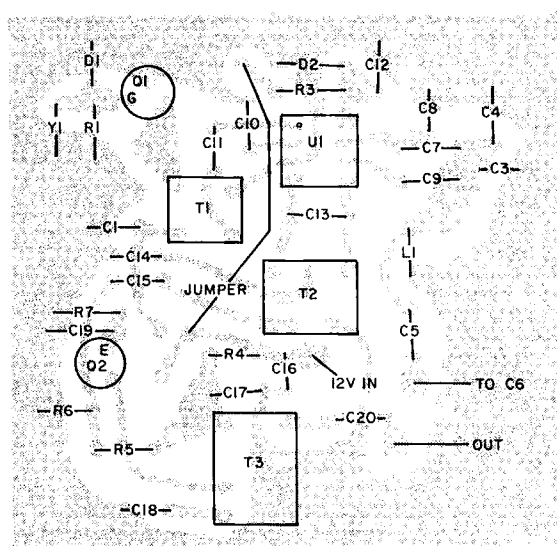 D1
Q1
G
D2
C12
R3
Y1
R1
C11
C10
U1
C8
C4
C7
C9
C3
T1
C13
C1
C14
C15
JUMPER
L1
T2
R7
C19
E
Q2
C5
R4
C16
12V IN
TO C6
C17
R6
C20
R5
T3
OUT
C18